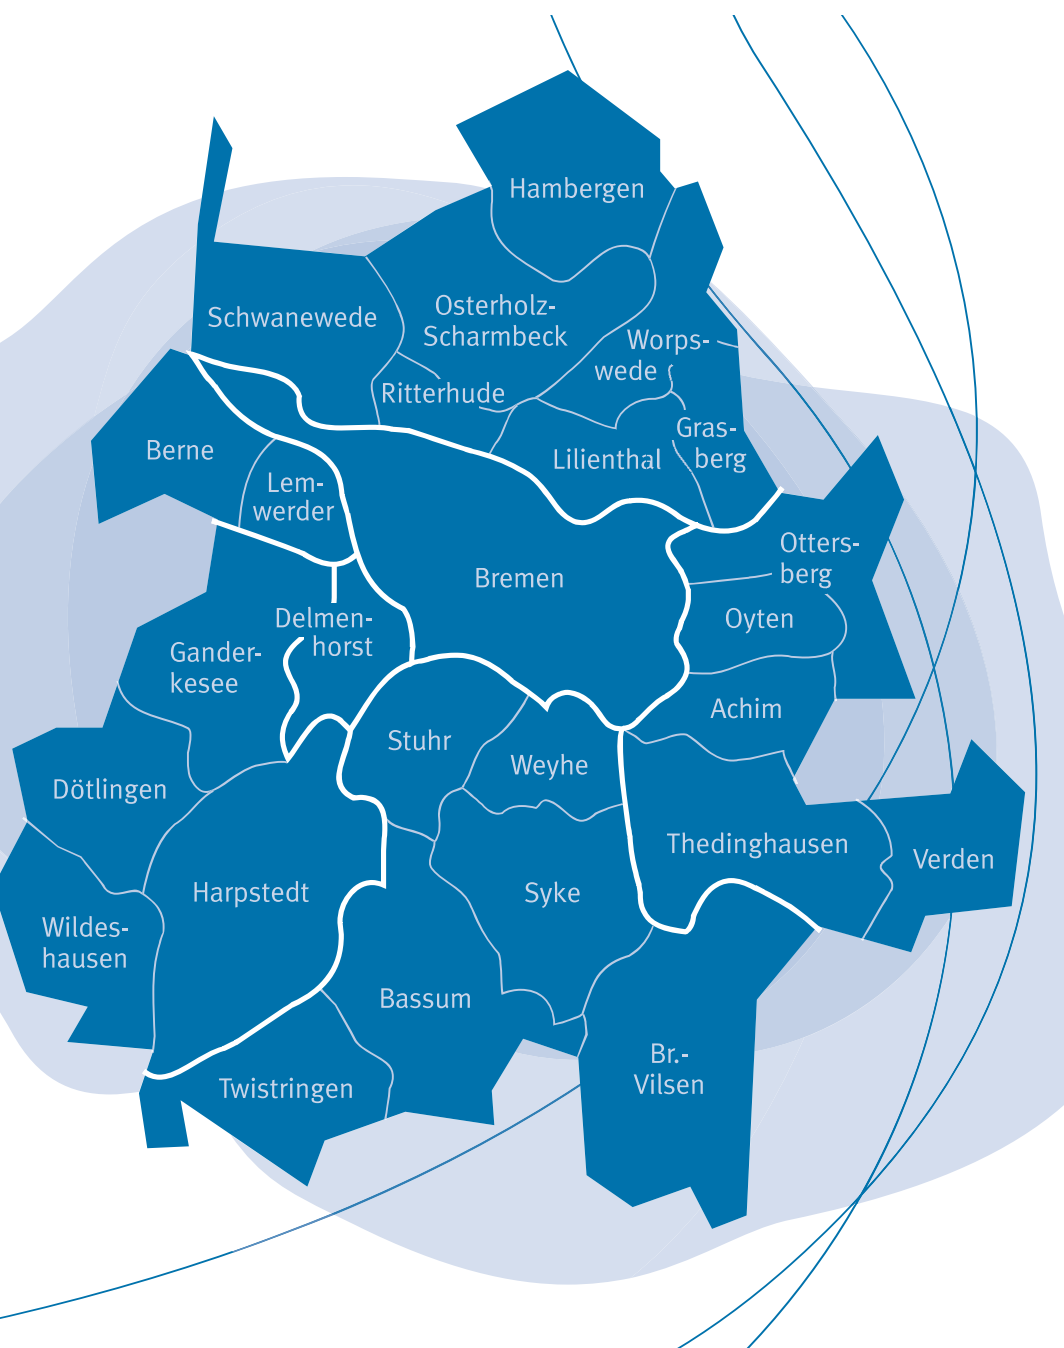 Hambergen
Schwanewede
Osterholz-
Scharmbeck
Worps-
wede
Ritterhude
Gras-
berg
Lilienthal
Berne
Lem-
werder
Otters-
berg
Bremen
Oyten
Delmen-
horst
Gander-
kesee
Achim
Stuhr
Weyhe
Dötlingen
Thedinghausen
Verden
Harpstedt
Syke
Wildes-
hausen
Bassum
Br.-
Vilsen
Twistringen